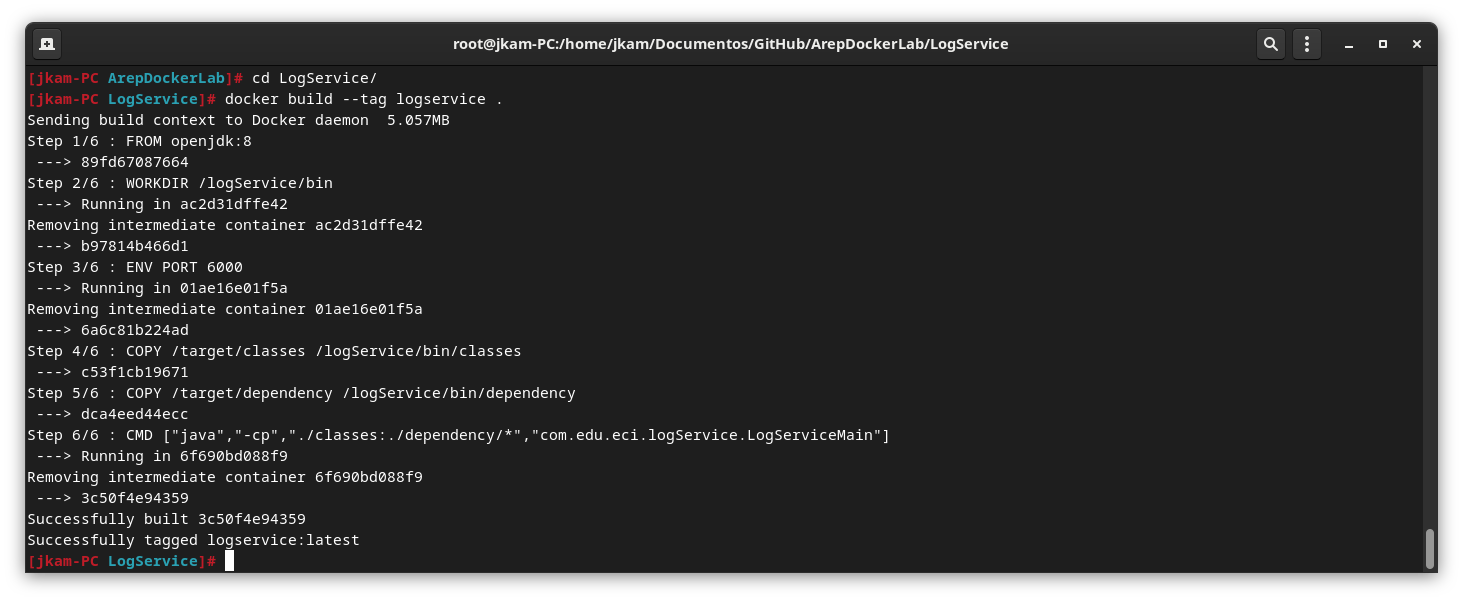 root@jkam-PC:/home/jkam/Documentos/GitHub/ArepDockerLab/LogService
[jkam-PC ArepDockerLab]# cd LogService/
[jkam-PC LogService]# docker build --tag logservice .
Sending build context to Docker daemon  5.057MB
Step 1/6 : FROM openjdk:8
 ---> 89fd67087664
Step 2/6 : WORKDIR /logService/bin
 ---> Running in ac2d31dffe42
Removing intermediate container ac2d31dffe42
 ---> b97814b466d1
Step 3/6 : ENV PORT 6000
 ---> Running in 01ae16e01f5a
Removing intermediate container 01ae16e01f5a
 ---> 6a6c81b224ad
Step 4/6 : COPY /target/classes /logService/bin/classes
 ---> c53f1cb19671
Step 5/6 : COPY /target/dependency /logService/bin/dependency
 ---> dca4eed44ecc
Step 6/6 : CMD ["java","-cp","./classes:./dependency/*","com.edu.eci.logService.LogServiceMain"]
 ---> Running in 6f690bd088f9
Removing intermediate container 6f690bd088f9
 ---> 3c50f4e94359
Successfully built 3c50f4e94359
Successfully tagged logservice:latest
[jkam-PC LogService]#